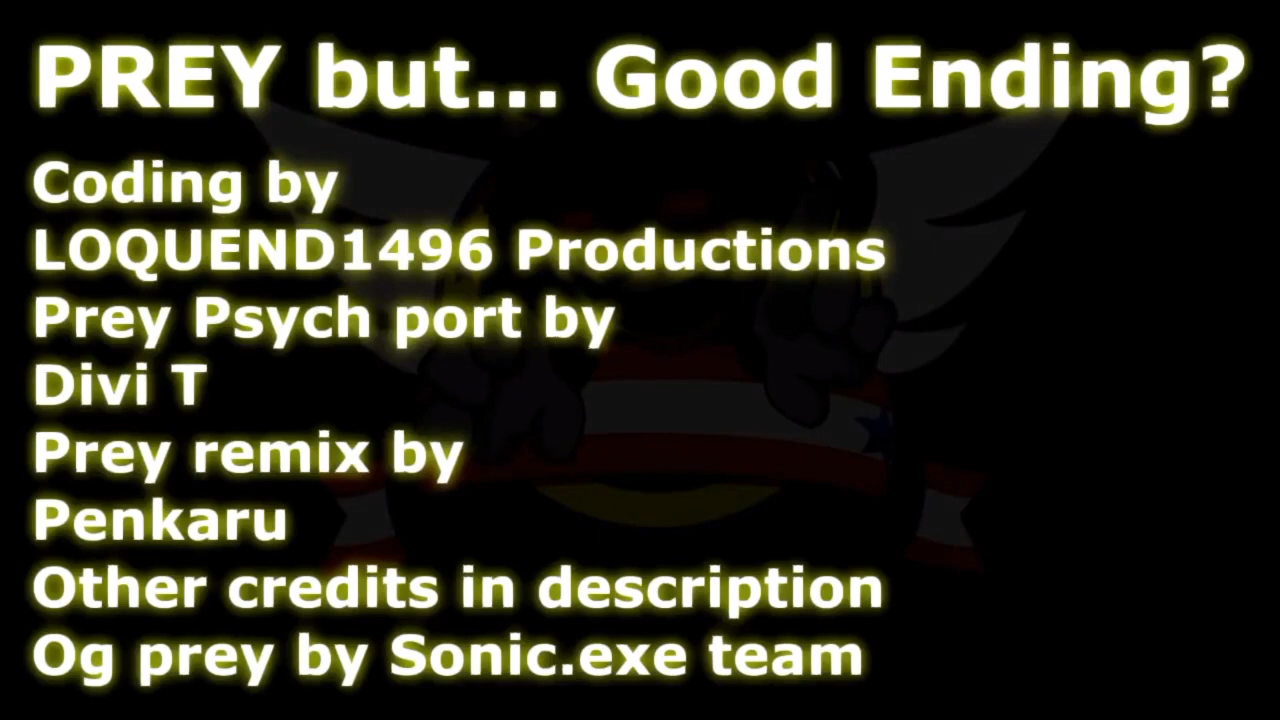 PREY but... Good Ending?
Coding by
LOQUEND1496 Productions
Prey Psych port by
Divi T
Prey remix by
Penkaru
Other credits in description
Og prey by Sonic.exe team